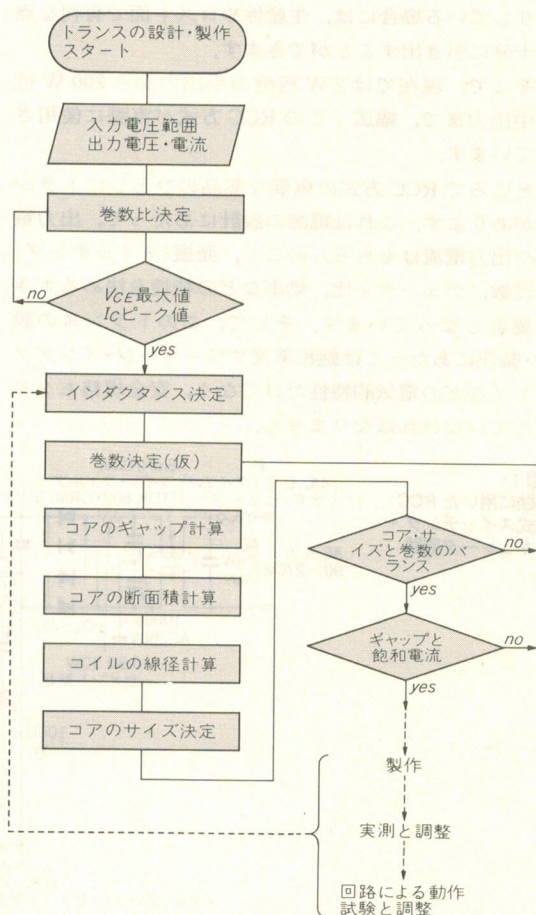 トランスの設計・製作
スタート
入力電圧範囲
出力電圧・電流
巻数比決定
VCE最大値
ICピーク値
no
yes
インダクタンス決定
巻数決定(仮)
コアのギャップ計算
コアの断面積計算
コイルの線径計算
コアのサイズ決定
コア・サ
イズと巻数のバ
ランス
no
yes
ギャップと
飽和電流
no
yes
製作
実測と調整
回路による動作
試験と調整